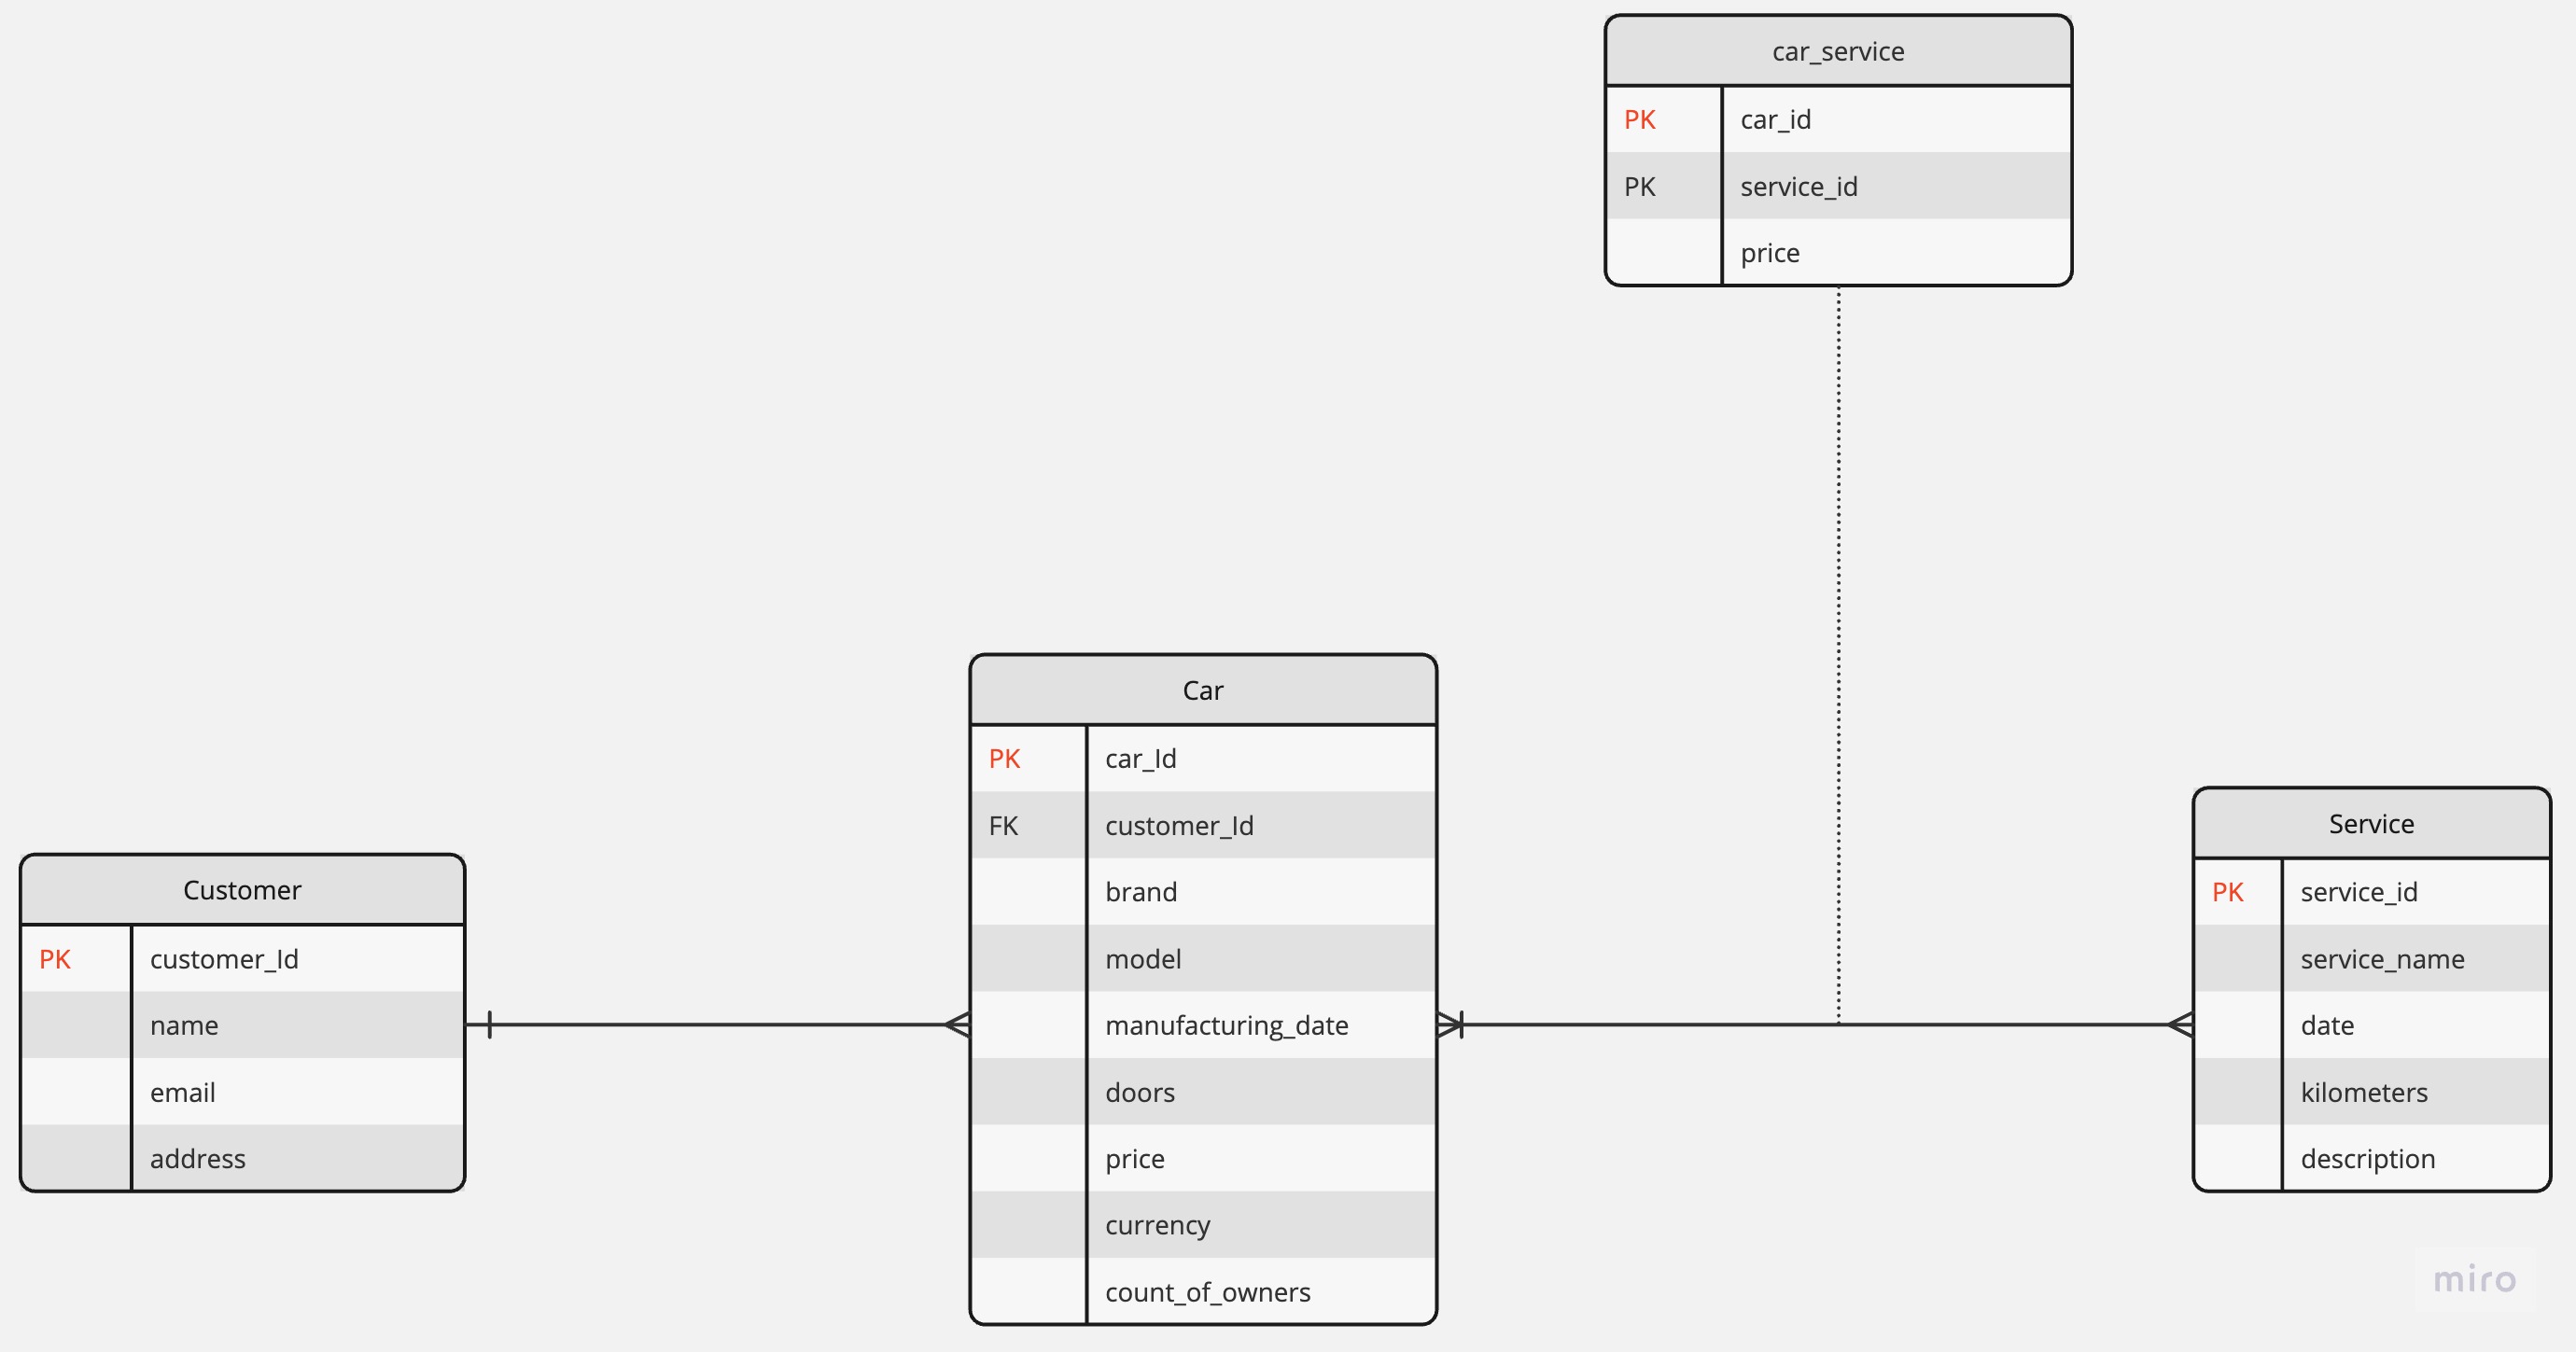 car_service
PK car_id
PK service_id
price
Car
PK car_Id
FK customer_Id
brand
model
manufacturing_date
doors
price
currency
count_of_owners
Customer
PK customer_Id
name
email
address
Service
PK service_id
service_name
date
kilometers
description
miro